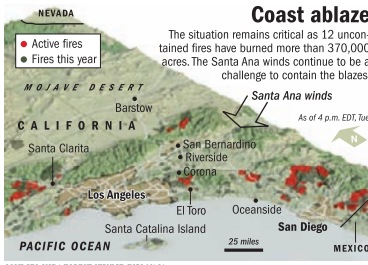 NEVADA
Coast ablaze
The situation remains critical as 12 uncon-
tained fires have burned more than 370,000
acres. The Santa Ana winds continue to be a
challenge to contain the blazes
Active fires
Fires this year
MOJAVE DESERT
Barstow
Santa Ana winds
As of 4 p.m. EDT, Tue
N
CALIFORNIA
San Bernardino
Santa Clarita
Riverside
Corona
Los Angeles
El Toro
Oceanside
San Diego
Santa Catalina Island
PACIFIC OCEAN
25 miles
MEXICO